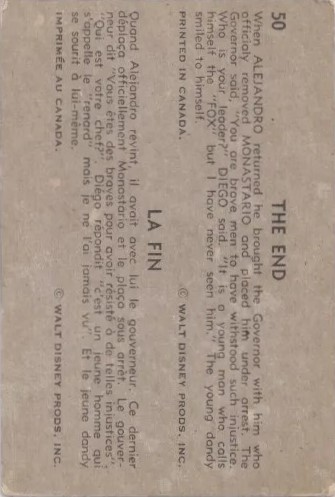 50 THE END
When ALEJANDRO returned he brought the Governor with him who
officially removed MONASTARIO and placed him under arrest. The
Governor said, "You are brave men to have withstood such injustice.
Who is your leader?" DIEGO said, "It is a young man who calls
himself the "FOX" but I have never seen him." The young dandy
smiled to himself.
PRINTED IN CANADA. © WALT DISNEY PRODS. INC.
LA FIN
Quand Alejandro revint, il avait avec lui le gouverneur. Ce dernier
déplaça officiellement Monastario et le plaça sous arrêt. Le gouver-
neur dit "Vous êtes des braves pour avoir résisté à de telles injustices".
"Qui est votre chef?" Diégo répondit "c'est un jeune homme qui
s'appelle le "renard" mais je ne l'ai jamais vu". Et le jeune dandy
se sourit à lui-même.
IMPRIMÉE AU CANADA. © WALT DISNEY PRODS. INC.